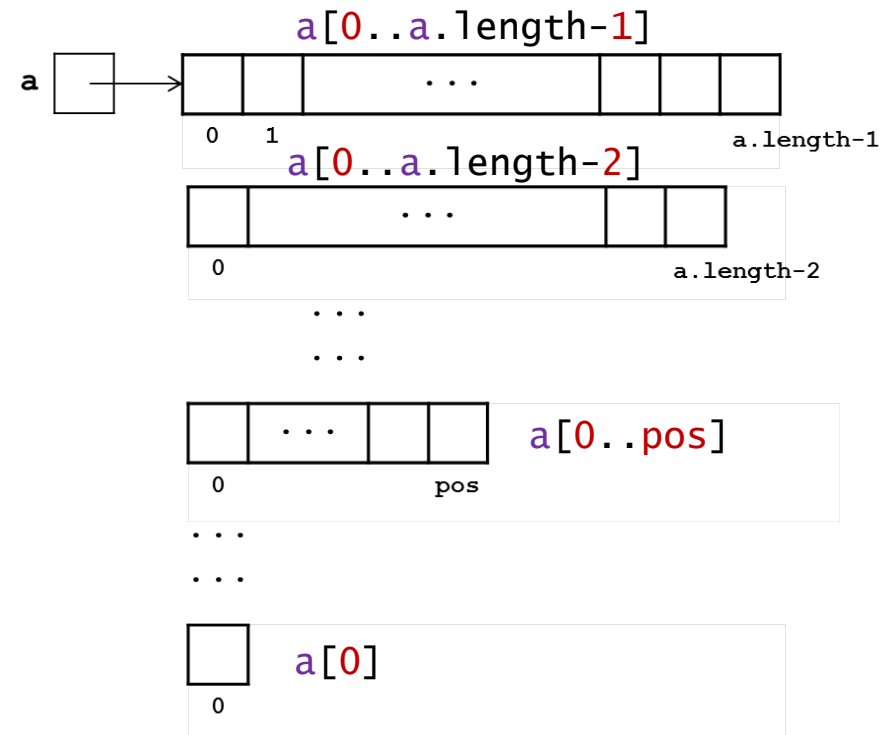 a[0..a.length-1]
a
...
0 1 a.length-1
a[0..a.length-2]
...
0 a.length-2
...
...
...
a[0..pos]
0 pos
...
...
a[0]
0